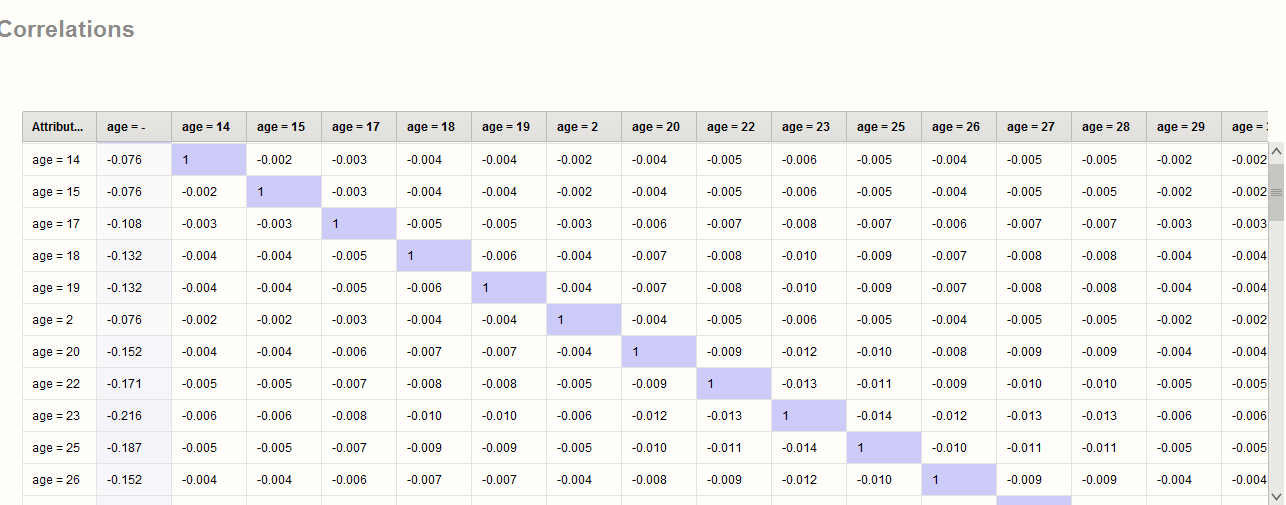 Correlations
Attribut... age = - age = 14 age = 15 age = 17 age = 18 age = 19 age = 2 age = 20 age = 22 age = 23 age = 25 age = 26 age = 27 age = 28 age = 29 age =
age = 14 -0.076 1 -0.002 -0.003 -0.004 -0.004 -0.002 -0.004 -0.005 -0.006 -0.005 -0.004 -0.005 -0.005 -0.002 -0.002
age = 15 -0.076 -0.002 1 -0.003 -0.004 -0.004 -0.002 -0.004 -0.005 -0.006 -0.005 -0.004 -0.005 -0.005 -0.002 -0.002
age = 17 -0.108 -0.003 -0.003 1 -0.005 -0.005 -0.003 -0.006 -0.007 -0.008 -0.007 -0.006 -0.007 -0.007 -0.003 -0.003
age = 18 -0.132 -0.004 -0.004 -0.005 1 -0.006 -0.004 -0.007 -0.008 -0.010 -0.009 -0.007 -0.008 -0.008 -0.004 -0.004
age = 19 -0.132 -0.004 -0.004 -0.005 -0.006 1 -0.004 -0.007 -0.008 -0.010 -0.009 -0.007 -0.008 -0.008 -0.004 -0.004
age = 2 -0.076 -0.002 -0.002 -0.003 -0.004 -0.004 1 -0.004 -0.005 -0.006 -0.005 -0.004 -0.005 -0.005 -0.002 -0.002
age = 20 -0.152 -0.004 -0.004 -0.006 -0.007 -0.007 -0.004 1 -0.009 -0.012 -0.010 -0.008 -0.009 -0.009 -0.004 -0.004
age = 22 -0.171 -0.005 -0.005 -0.007 -0.008 -0.008 -0.005 -0.009 1 -0.013 -0.011 -0.009 -0.010 -0.010 -0.005 -0.005
age = 23 -0.216 -0.006 -0.006 -0.008 -0.010 -0.010 -0.006 -0.012 -0.013 1 -0.014 -0.012 -0.013 -0.013 -0.006 -0.006
age = 25 -0.187 -0.005 -0.005 -0.007 -0.009 -0.009 -0.005 -0.010 -0.011 -0.014 1 -0.010 -0.011 -0.011 -0.005 -0.005
age = 26 -0.152 -0.004 -0.004 -0.006 -0.007 -0.007 -0.004 -0.008 -0.009 -0.012 -0.010 1 -0.009 -0.009 -0.004 -0.004